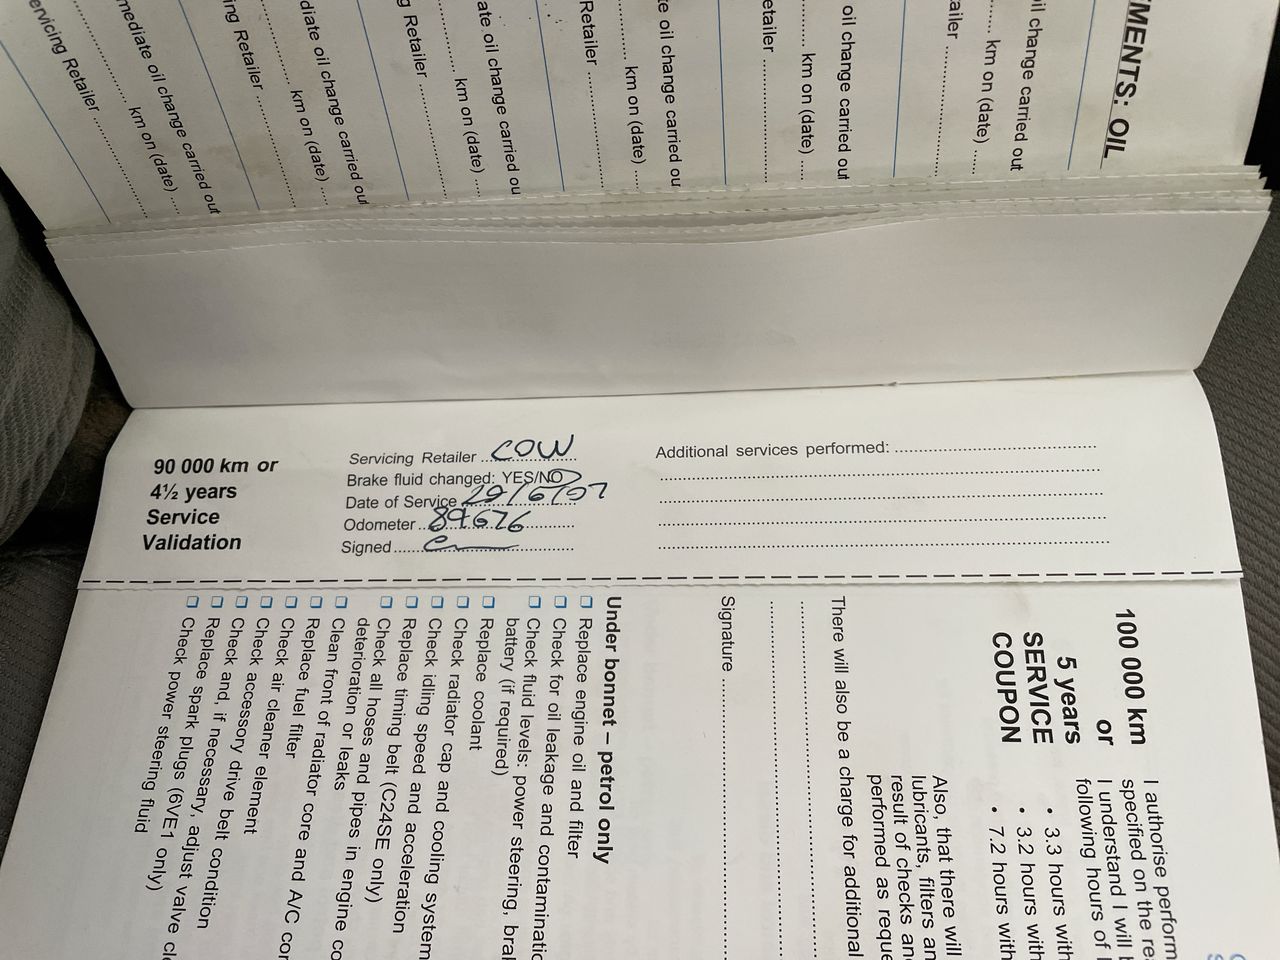 MENTS: OIL
il change carried out
km on (date)
etailer
oil change carried out
km on (date)
etailer
te oil change carried ou
km on (date)
Retailer
ate oil change carried ou
km on (date)
g Retailer
diate oil change carried out
km on (date)
ing Retailer
mediate oil change carried out
km on (date)
ervicing Retailer
90 000 km or
4½ years
Service
Validation
Servicing Retailer COW
Brake fluid changed: YES/NO
Date of Service 29/6/07
Odometer 89676
Signed
Additional services performed:
100 000 km
or
5 years
SERVICE
COUPON
I authorise perform
specified on the re
I understand I will
following hours of l
• 3.3 hours with
• 3.2 hours with
• 7.2 hours with
Also, that there will
lubricants, filters an
result of checks and
performed as reque
There will also be a charge for additional
Signature
Under bonnet – petrol only
❑ Replace engine oil and filter
❑ Check for oil leakage and contaminatio
❑ Check fluid levels: power steering, brak
battery (if required)
❑ Replace coolant
❑ Check radiator cap and cooling system
❑ Check idling speed and acceleration
❑ Replace timing belt (C24SE only)
❑ Check all hoses and pipes in engine co
deterioration or leaks
❑ Clean front of radiator core and A/C con
❑ Replace fuel filter
❑ Check air cleaner element
❑ Check accessory drive belt condition
❑ Check and, if necessary, adjust valve cle
❑ Replace spark plugs (6VE1 only)
❑ Check power steering fluid